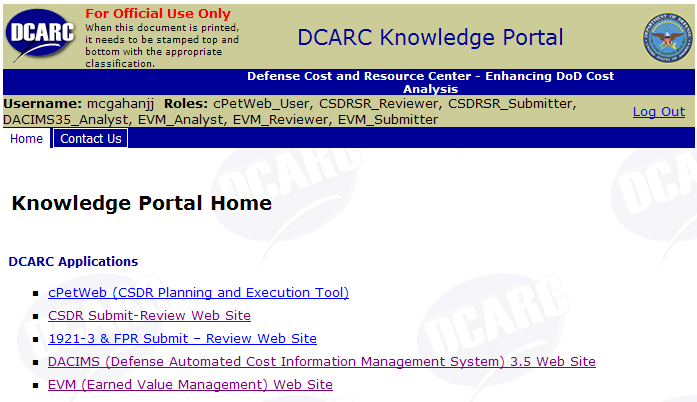 DCARC
For Official Use Only
When this document is printed,
it needs to be stamped top and
bottom with the appropriate
classification.
DCARC Knowledge Portal
Defense Cost and Resource Center - Enhancing DoD Cost
Analysis
Username: mcgahanjj Roles: cPetWeb_User, CSDRSR_Reviewer, CSDRSR_Submitter,
DACIMS35_Analyst, EVM_Analyst, EVM_Reviewer, EVM_Submitter
Log Out
Home Contact Us
Knowledge Portal Home
DCARC Applications
cPetWeb (CSDR Planning and Execution Tool)
CSDR Submit-Review Web Site
1921-3 & FPR Submit – Review Web Site
DACIMS (Defense Automated Cost Information Management System) 3.5 Web Site
EVM (Earned Value Management) Web Site